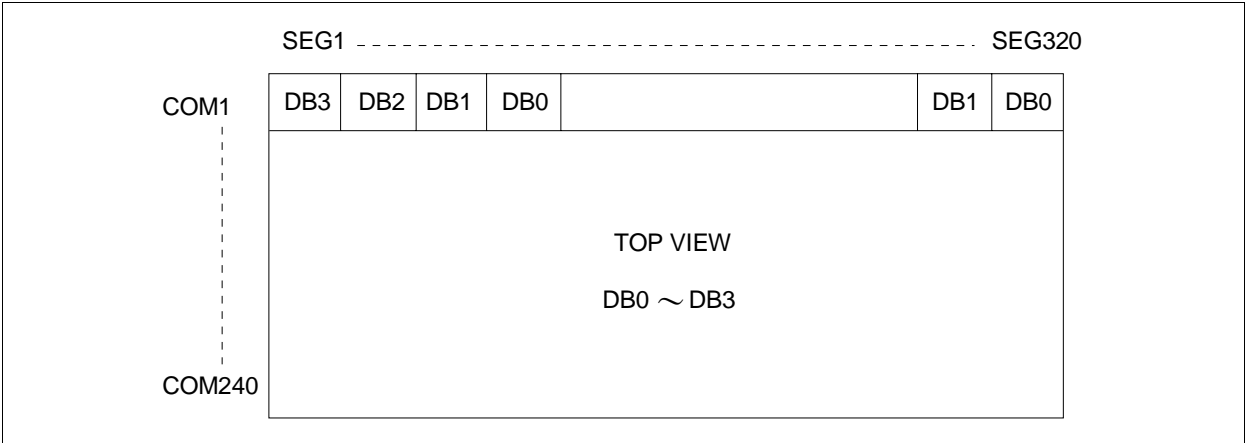 SEG1 SEG320
COM1 DB3 DB2 DB1 DB0 DB1 DB0
TOP VIEW
DB0 ～ DB3
COM240